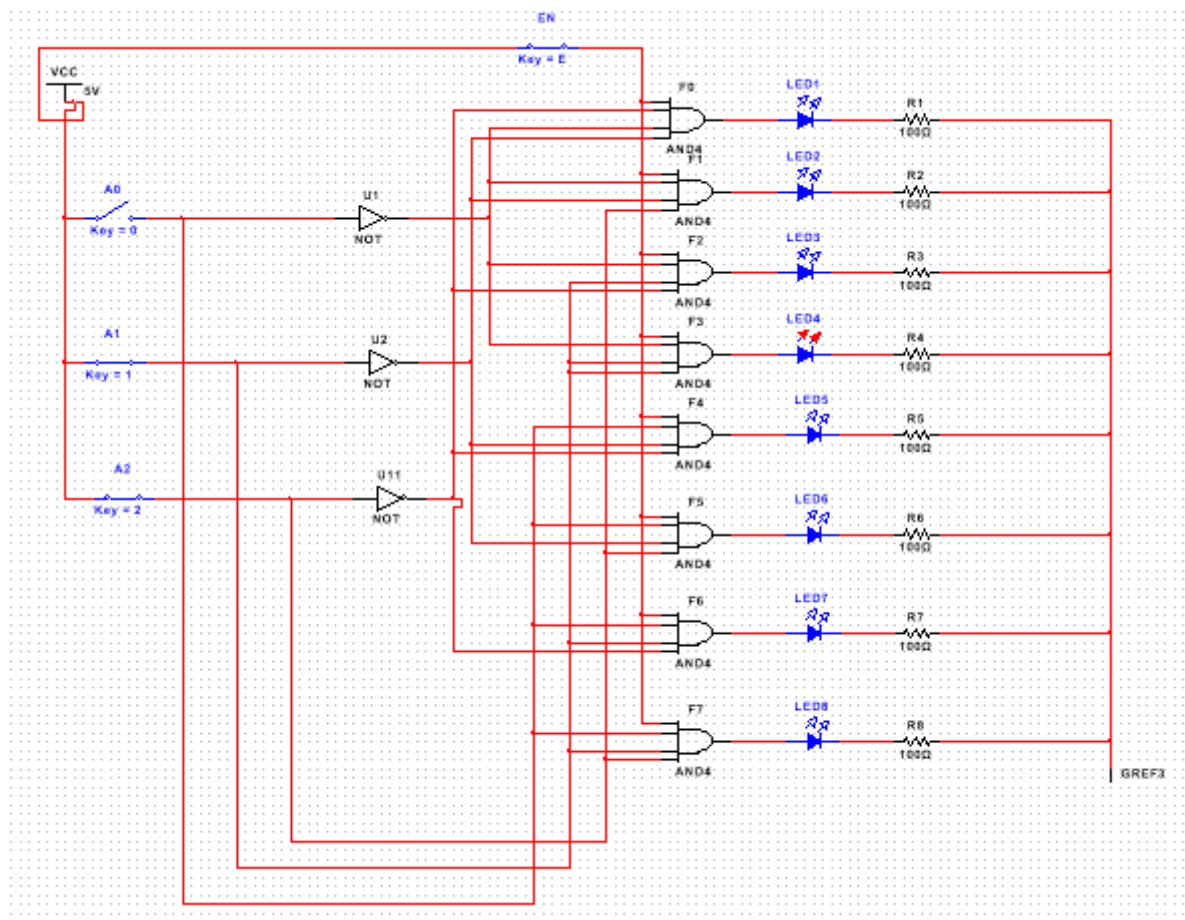 EN
Key = E
VCC
5V
F0
LED1
R1
100Ω
AND4
F1
LED2
R2
100Ω
AND4
A0
Key = 0
U1
NOT
F2
LED3
R3
100Ω
AND4
F3
LED4
R4
100Ω
AND4
A1
Key = 1
U2
NOT
F4
LED5
R5
100Ω
AND4
A2
Key = 2
U11
NOT
F5
LED6
R6
100Ω
AND4
F6
LED7
R7
100Ω
AND4
F7
LED8
R8
100Ω
AND4
GREF3